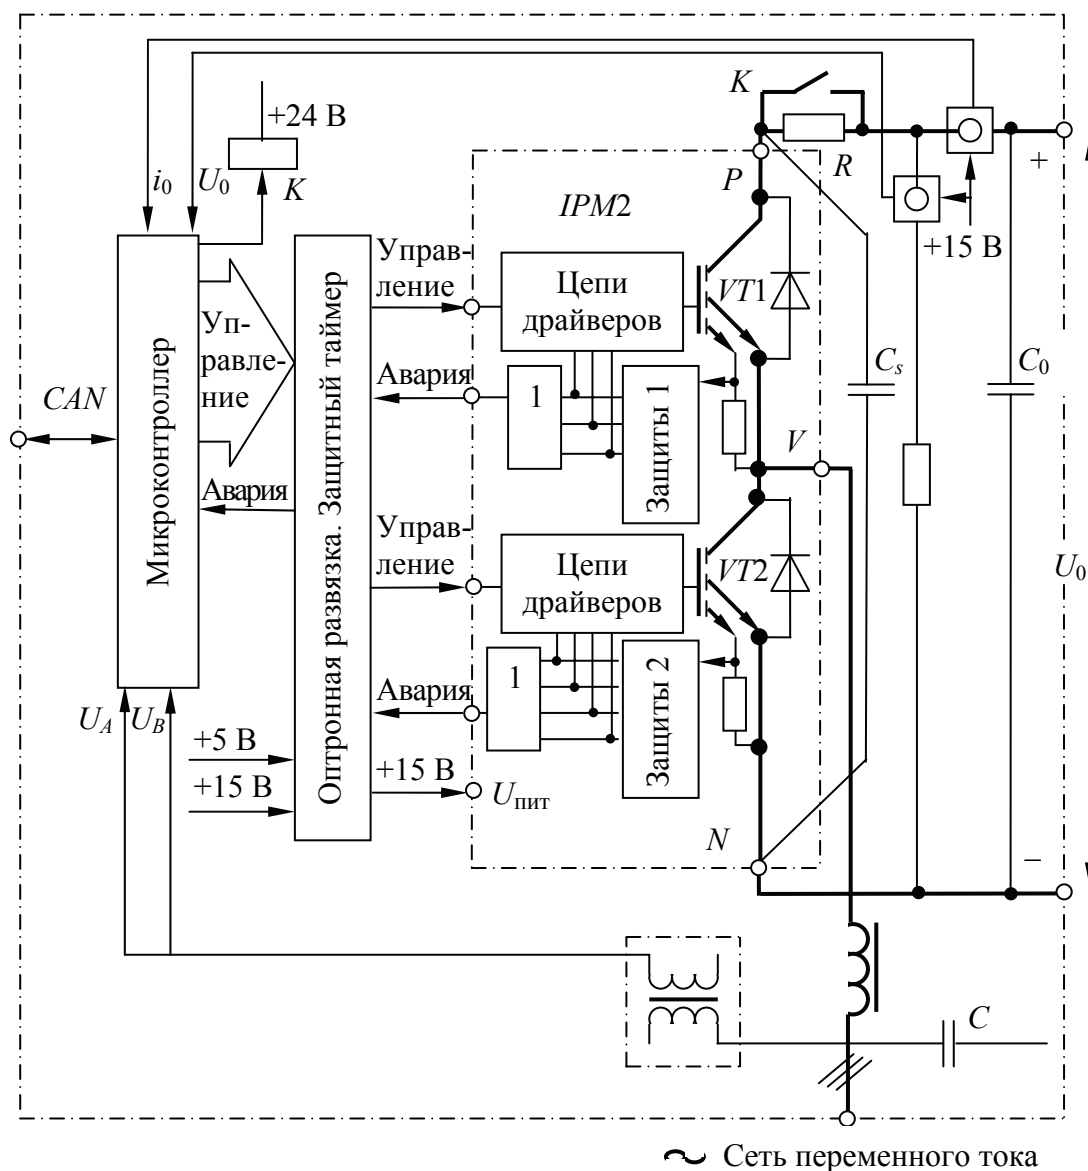 K
+24 В
i0
U0
K
P
R
+
IPM2
+15 В
Управ-
ление
Цепи
драйверов
VT1
Микроконтроллер
Уп-
равле-
ние
Оптронная развязка. Защитный таймер
Авария
1
Защиты 1
Cs
C0
CAN
V
Авария
Управ-
ление
Цепи
драйверов
VT2
U0
Авария
1
Защиты 2
UA
UB
+5 В
+15 В
+15 В
Uпит
N
–
C
Сеть переменного тока